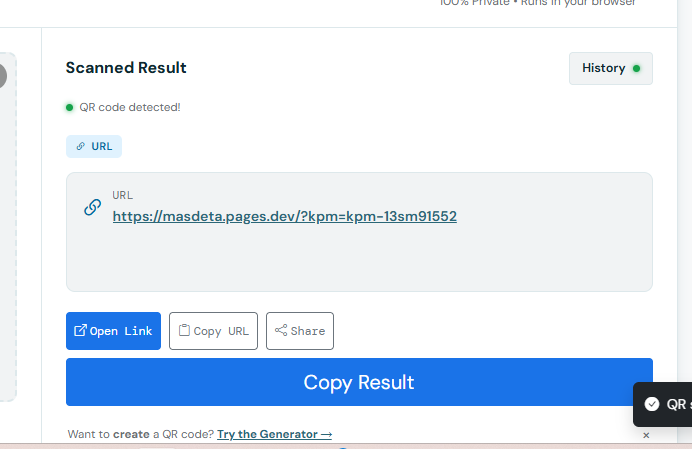 100% Private • Runs in your browser
Scanned Result
History
QR code detected!
URL
URL
https://masdeta.pages.dev/?kpm=kpm-13sm91552
Open Link
Copy URL
Share
Copy Result
QR
Want to create a QR code? Try the Generator →
×